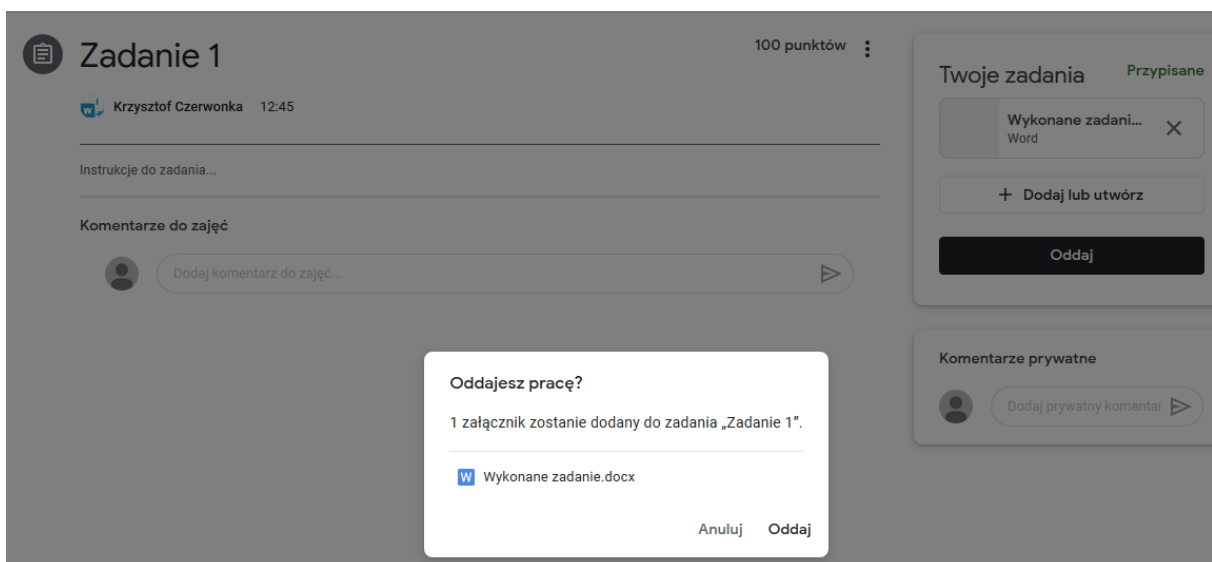 Zadanie 1
100 punktów
Krzysztof Czerwonka 12:45
Instrukcje do zadania...
Komentarze do zajęć
Dodaj komentarz do zajęć...
Twoje zadania
Przypisane
Wykonane zadani...
Word
+ Dodaj lub utwórz
Oddaj
Komentarze prywatne
Dodaj prywatny komentar
Oddajesz pracę?
1 załącznik zostanie dodany do zadania „Zadanie 1”.
W Wykonane zadanie.docx
Anuluj Oddaj